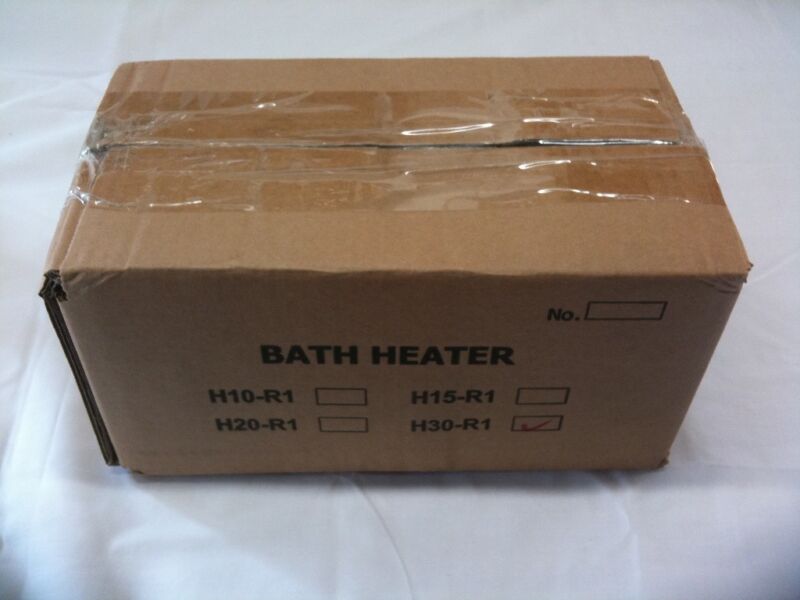 No.
BATH HEATER
H10-R1 H15-R1
H20-R1 H30-R1 ✓